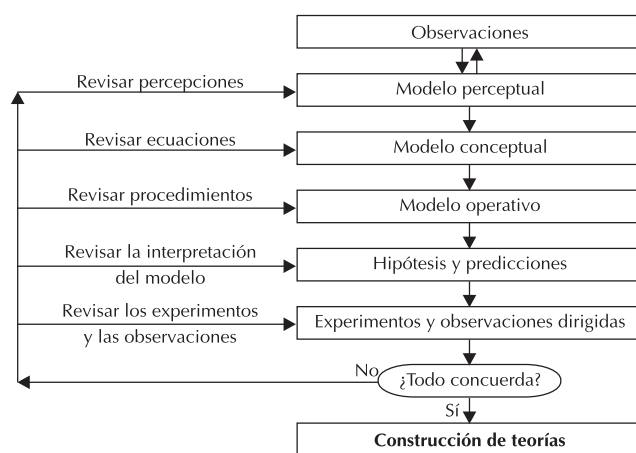 Observaciones
Revisar percepciones
Modelo perceptual
Revisar ecuaciones
Modelo conceptual
Revisar procedimientos
Modelo operativo
Revisar la interpretación
del modelo
Hipótesis y predicciones
Revisar los experimentos
y las observaciones
Experimentos y observaciones dirigidas
No
¿Todo concuerda?
Sí
Construcción de teorías